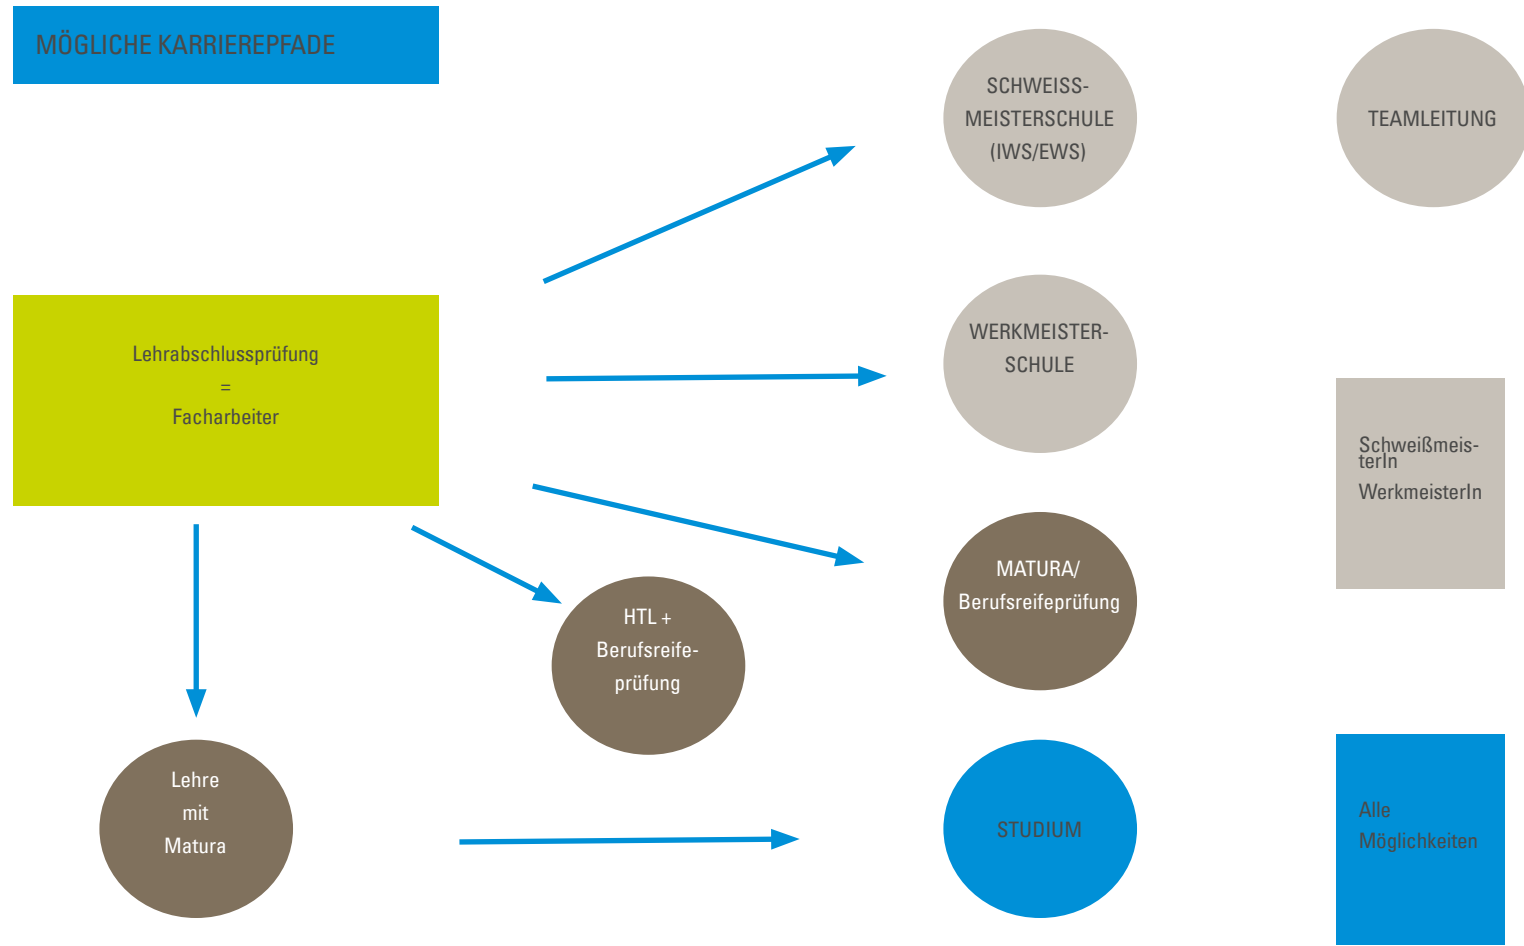 MÖGLICHE KARRIEREPFADE
SCHWEISS-
MEISTERSCHULE
(IWS/EWS)
TEAMLEITUNG
Lehrabschlussprüfung
=
Facharbeiter
WERKMEISTER-
SCHULE
Schweißmeis-
terIn
WerkmeisterIn
MATURA/
Berufsreifeprüfung
HTL +
Berufsreife-
prüfung
Lehre
mit
Matura
STUDIUM
Alle
Möglichkeiten